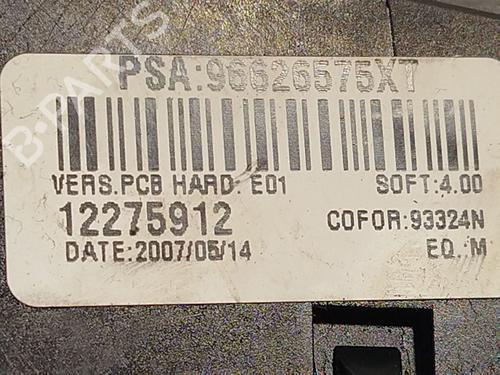 PSA:96626575XT
VERS.PCB HARD: E01 SOFT:4.00
12275912 COFOR:93324N
DATE:2007/05/14 EQ.:M
B-PARTS